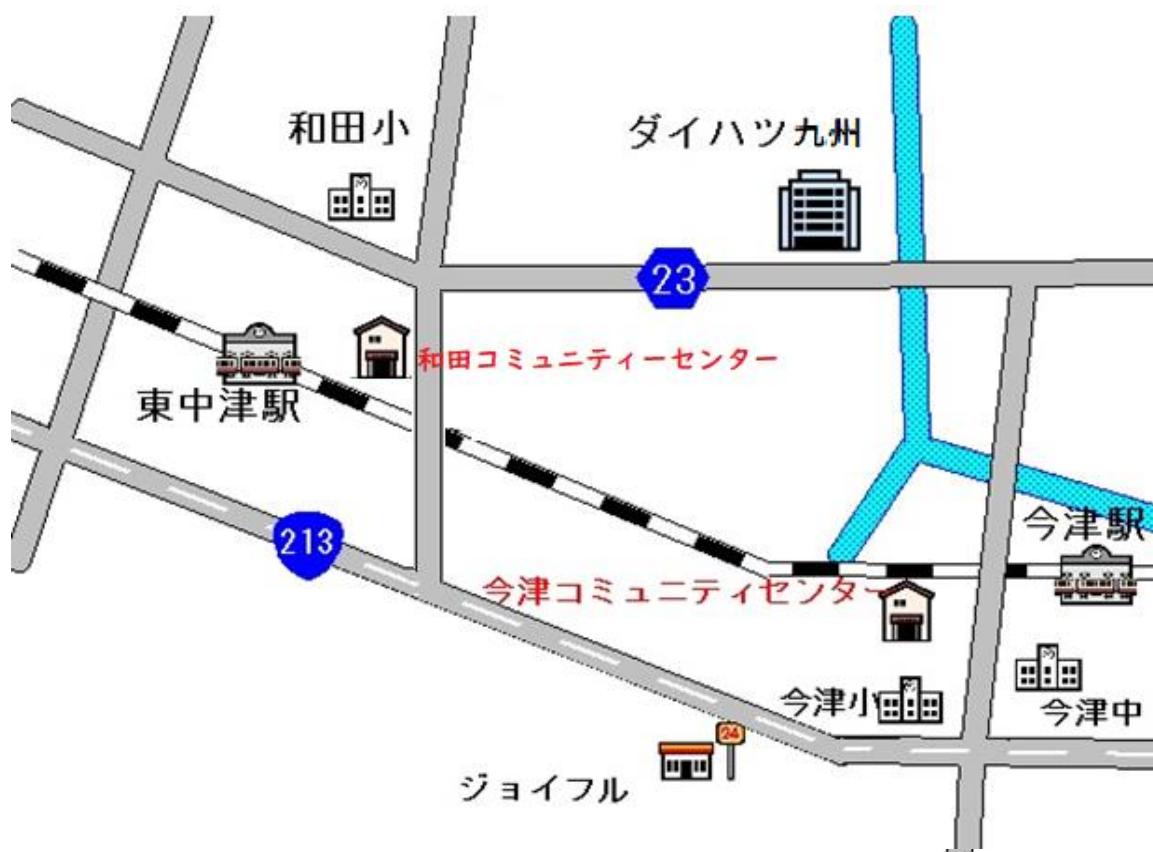 和田小
ダイハツ九州
23
和田コミュニティーセンター
東中津駅
213
今津駅
今津コミュニティセンター
今津小
今津中
24
ジョイフル